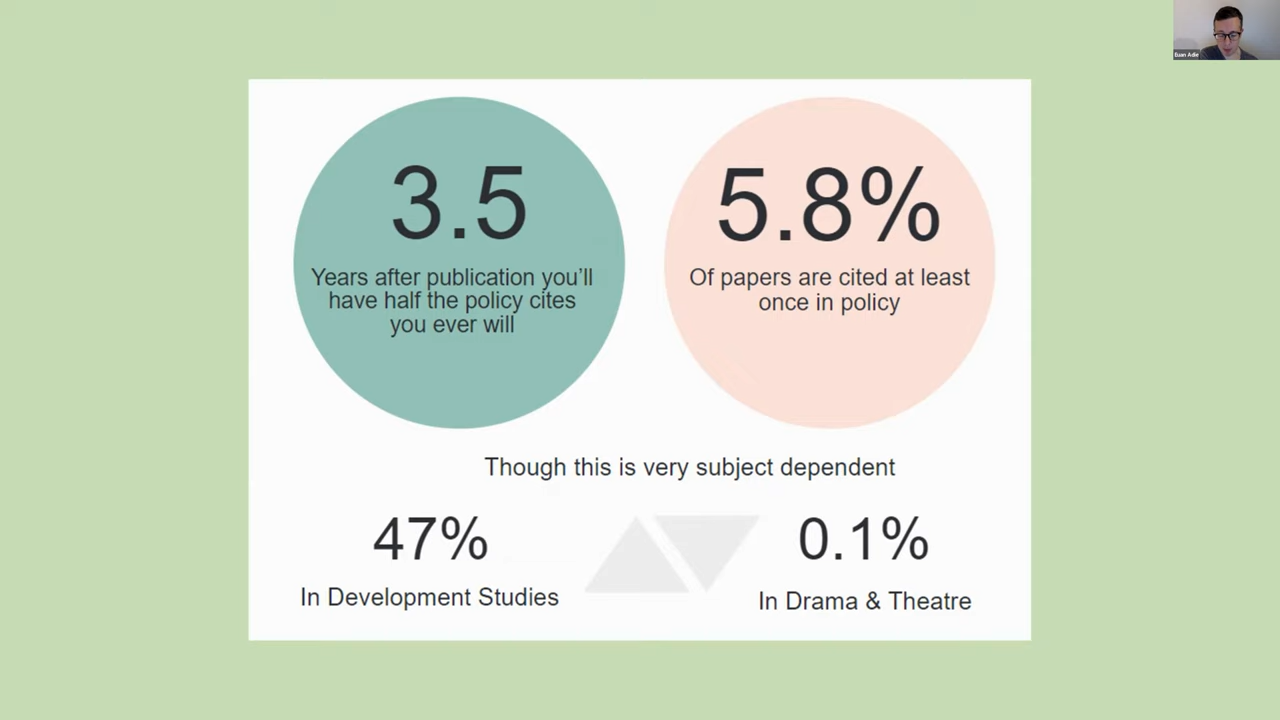 Euan Adie
3.5
Years after publication you'll
have half the policy cites
you ever will
5.8%
Of papers are cited at least
once in policy
Though this is very subject dependent
47%
In Development Studies
0.1%
In Drama & Theatre